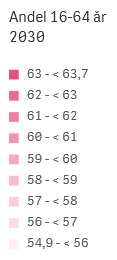 Andel 16-64 år
2030
63 - < 63,7
62 - < 63
61 - < 62
60 - < 61
59 - < 60
58 - < 59
57 - < 58
56 - < 57
54,9 - < 56